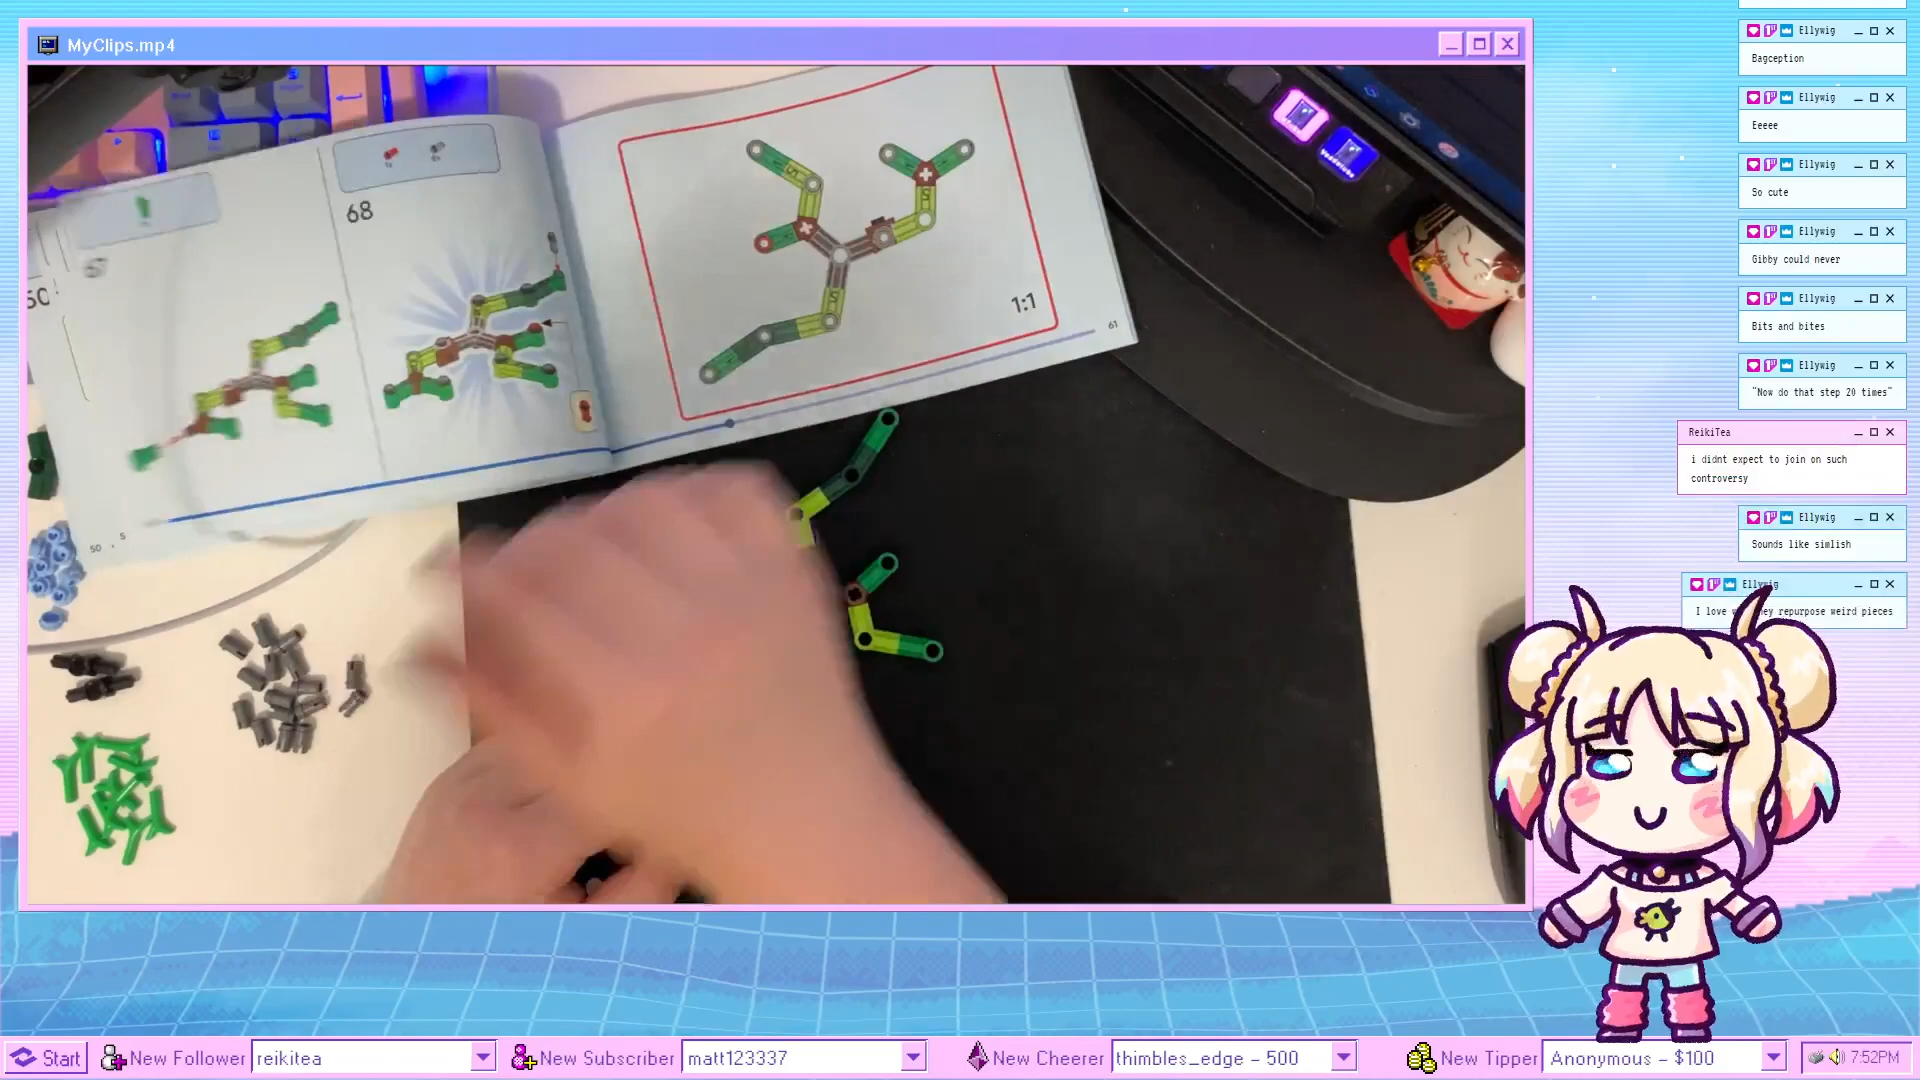 MyClips.mp4
68
1:1
61
50
Ellywig
Bagception
Ellywig
Eeeee
Ellywig
So cute
Ellywig
Gibby could never
Ellywig
Bits and bites
Ellywig
"Now do that step 20 times"
ReikiTea
i didnt expect to join on such
controversy
Ellywig
Sounds like simlish
Ellywig
I love
repurpose weird pieces
Start
New Follower
reikitea
New Subscriber
matt123337
New Cheerer
thimbles_edge – 500
New Tipper
Anonymous – $100
7:52PM